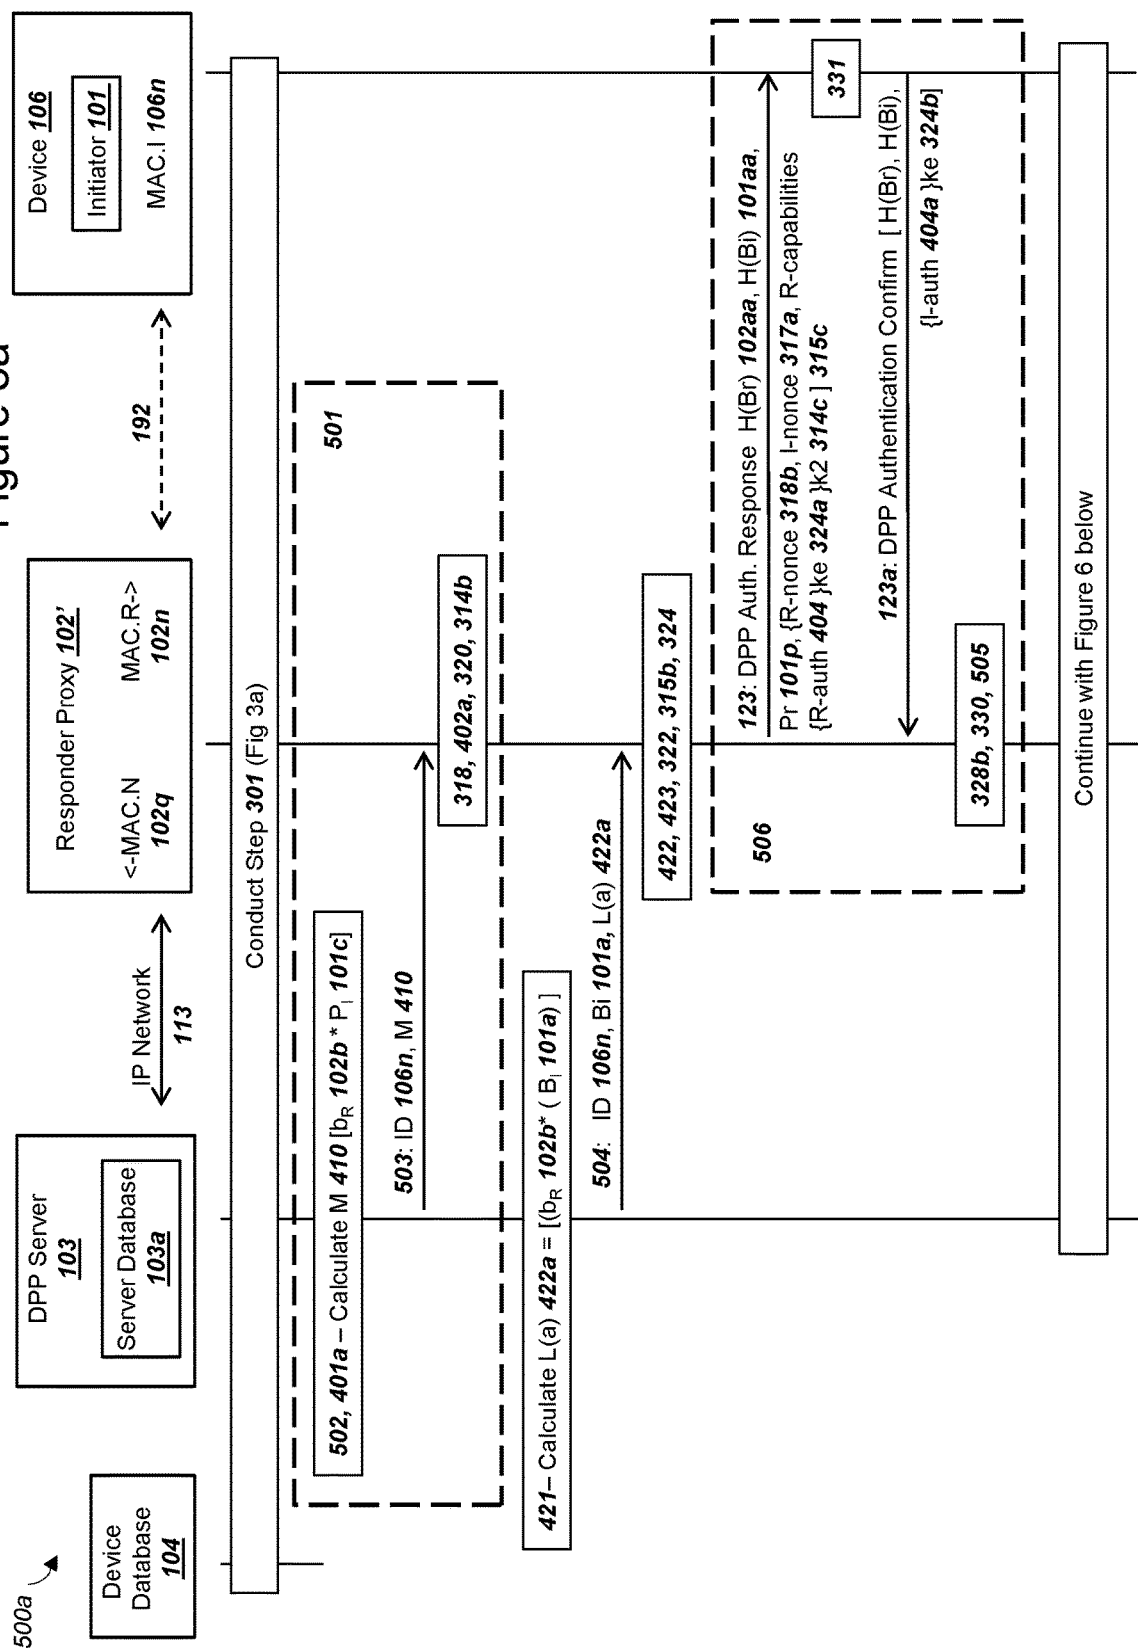 Figure 5a
500a
Device
Database
104
DPP Server
103
Server Database
103a
IP Network
113
Responder Proxy 102'
<-MAC.N
102q
MAC.R->
102n
192
Device 106
Initiator 101
MAC.I 106n
Conduct Step 301 (Fig 3a)
501
502, 401a – Calculate M 410 [bR 102b * PI 101c]
503: ID 106n, M 410
318, 402a, 320, 314b
421– Calculate L(a) 422a = [(bR 102b* ( BI 101a) ]
504: ID 106n, Bi 101a, L(a) 422a
422, 423, 322, 315b, 324
506
123: DPP Auth. Response H(Br) 102aa, H(Bi) 101aa,
Pr 101p, {R-nonce 318b, I-nonce 317a, R-capabilities
{R-auth 404 }ke 324a }k2 314c ] 315c
331
123a: DPP Authentication Confirm [ H(Br), H(Bi),
{I-auth 404a }ke 324b]
328b, 330, 505
Continue with Figure 6 below